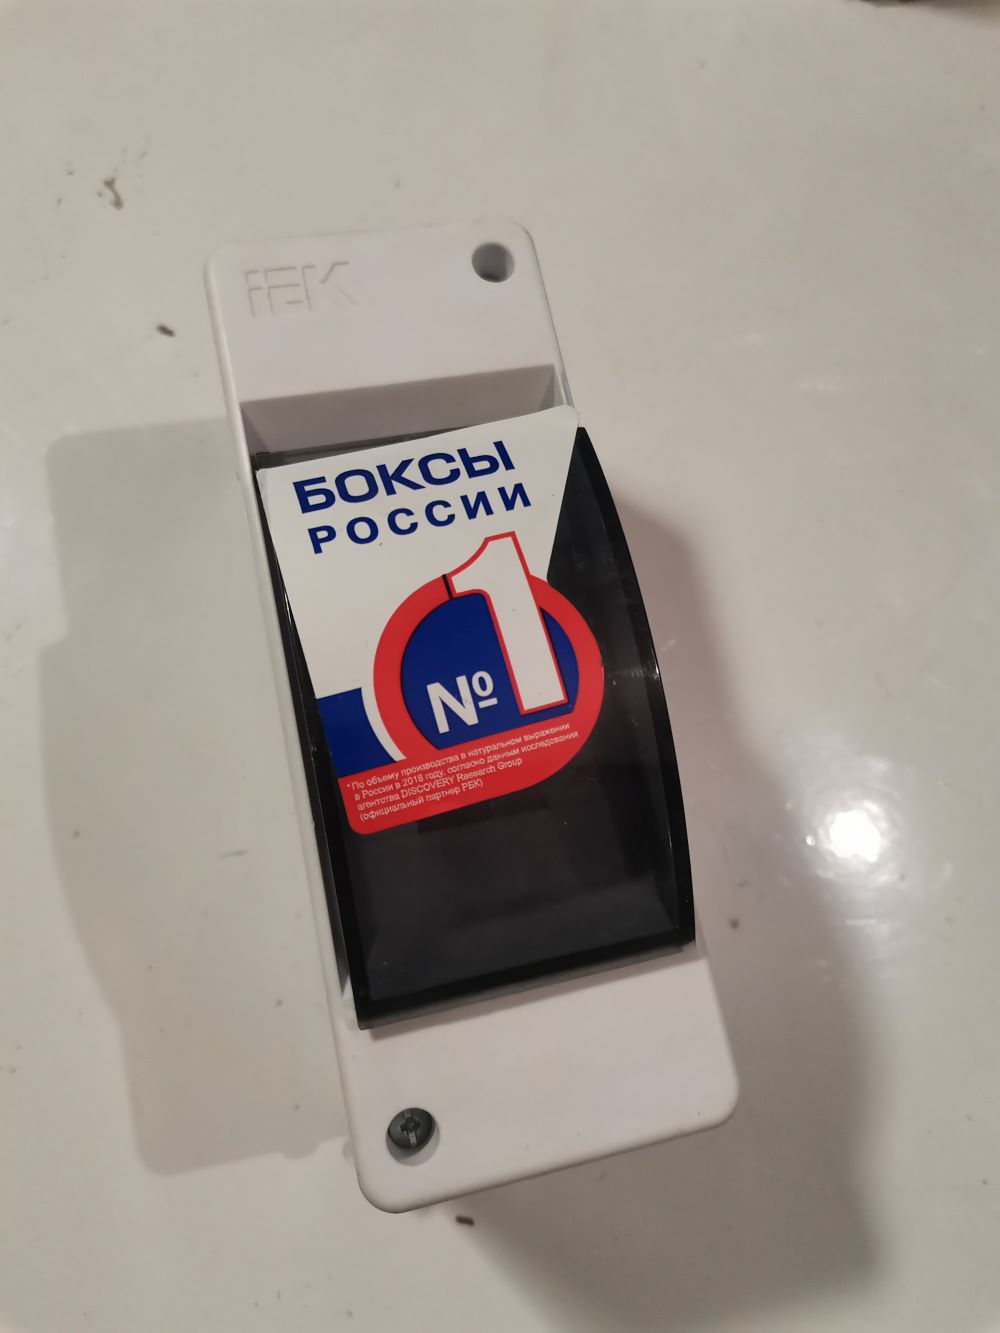 IEK
БОКСЫ
РОССИИ
№1
* По объему производства в натуральном выражении
в России в 2018 году, согласно данным исследования
агентства DISCOVERY Research Group
(официальный партнер РБК)